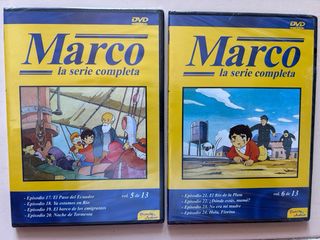 DVD
Marco
la serie completa
- Episodio 17: El Paso del Ecuador
- Episodio 18: Ya estamos en Río
- Episodio 19: El barco de los emigrantes
- Episodio 20: Noche de Tormenta
vol. 5 de 13
DVD
Marco
la serie completa
- Episodio 21. El Río de la Plata
- Episodio 22. ¿Dónde estás, mamá?
- Episodio 23. No era mi madre
- Episodio 24. Hola, Fiorina
vol. 6 de 13